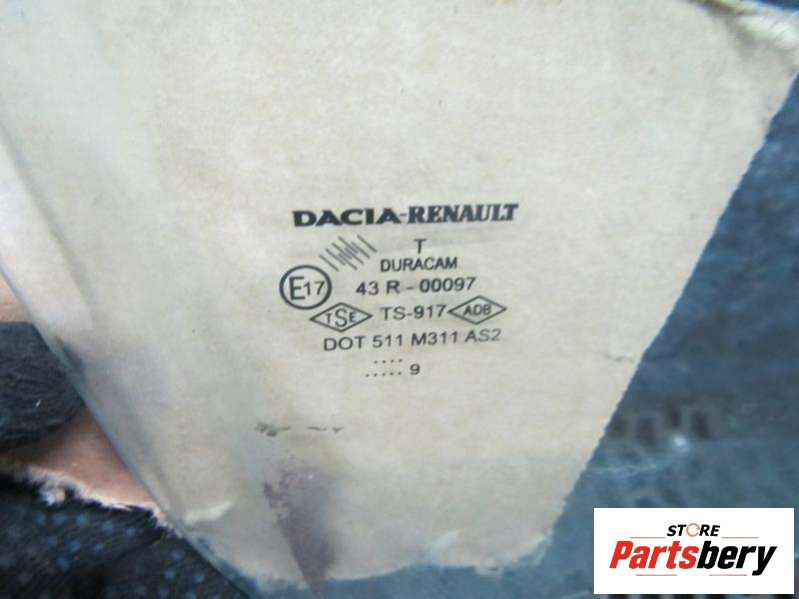 DACIA-RENAULT
T
DURACAM
E17 43 R - 00097
TSE TS-917 ADB
DOT 511 M311 AS2
....
..... 9
STORE
Partsbery